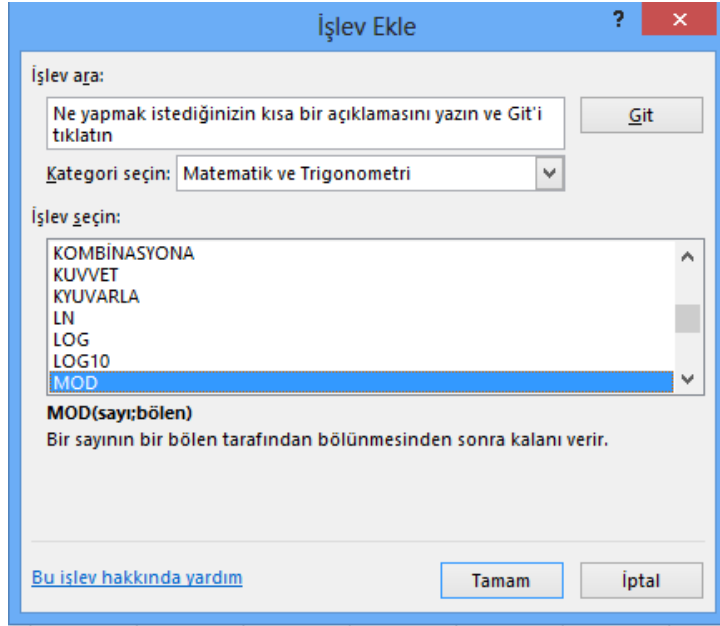 İşlev Ekle
?
İşlev ara:
Ne yapmak istediğinizin kısa bir açıklamasını yazın ve Git'i
tıklatın
Git
Kategori seçin: Matematik ve Trigonometri
İşlev seçin:
KOMBİNASYONA
KUVVET
KYUVARLA
LN
LOG
LOG10
MOD
MOD(sayı;bölen)
Bir sayının bir bölen tarafından bölünmesinden sonra kalanı verir.
Bu işlev hakkında yardım
Tamam
İptal